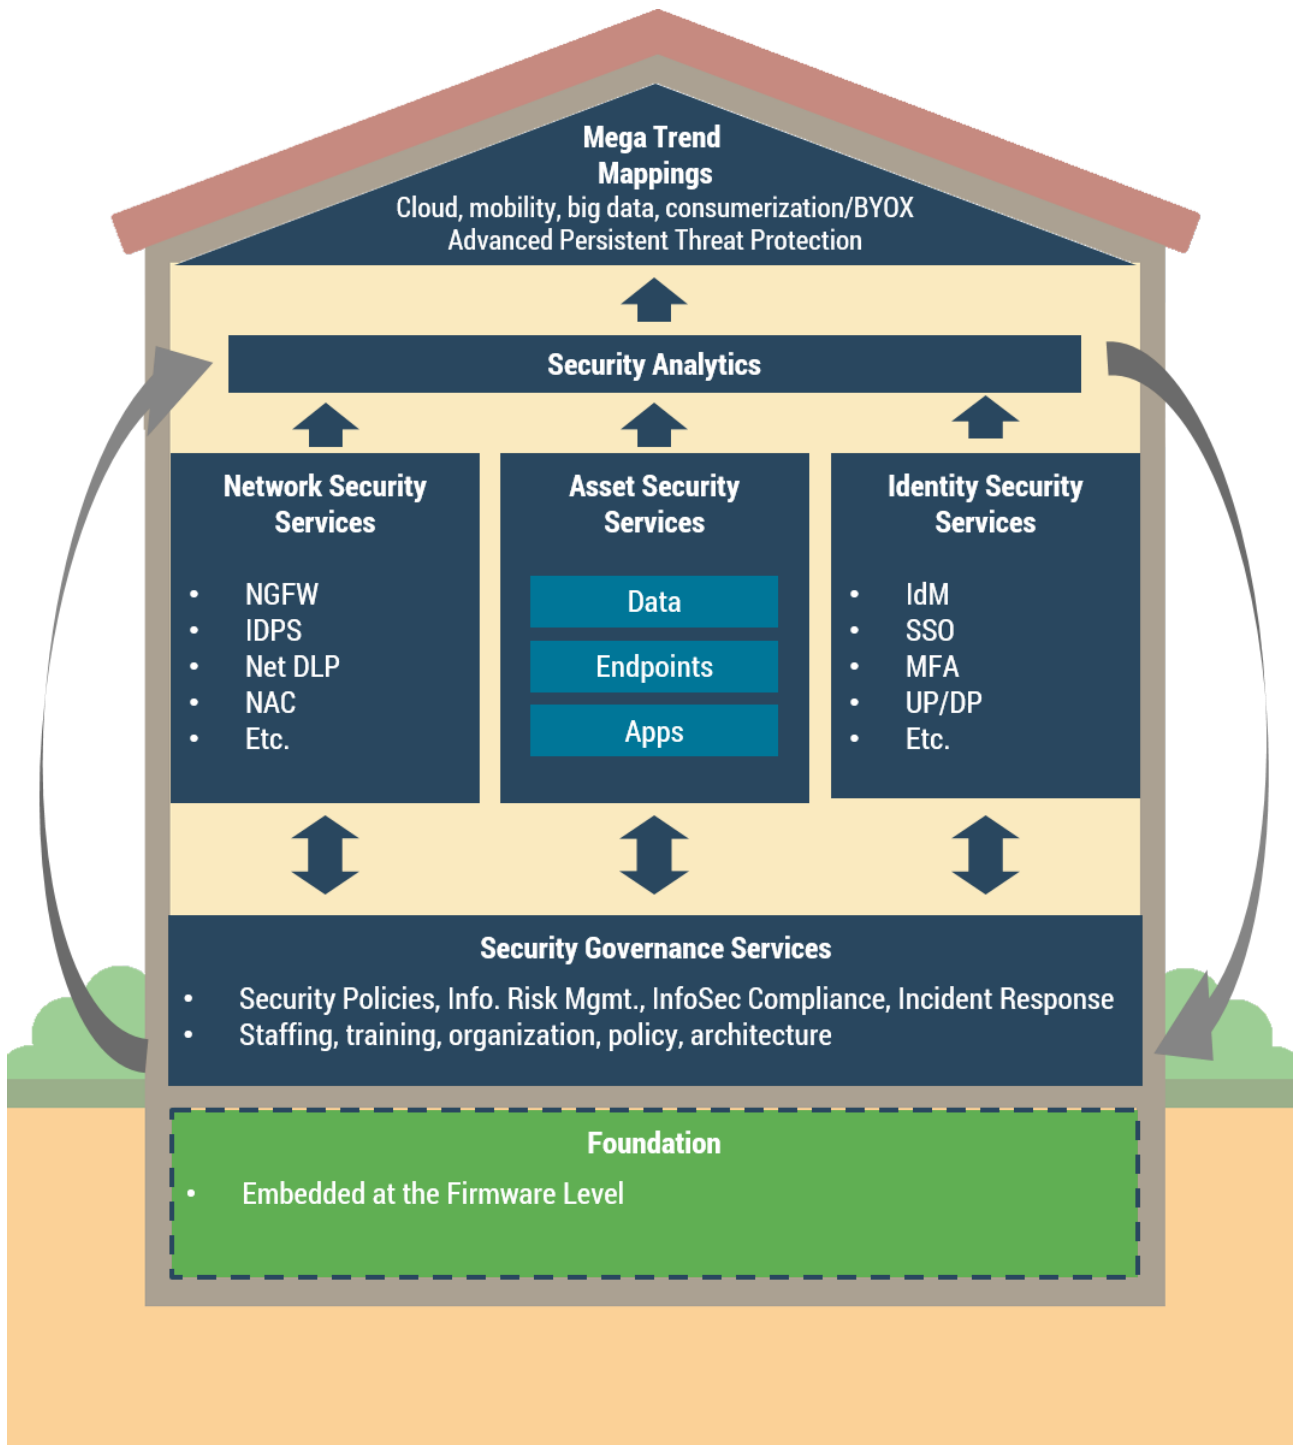 Mega Trend
Mappings
Cloud, mobility, big data, consumerization/BYOX
Advanced Persistent Threat Protection
Security Analytics
Network Security
Services
• NGFW
• IDPS
• Net DLP
• NAC
• Etc.
Asset Security
Services
Data
Endpoints
Apps
Identity Security
Services
• IdM
• SSO
• MFA
• UP/DP
• Etc.
Security Governance Services
• Security Policies, Info. Risk Mgmt., InfoSec Compliance, Incident Response
• Staffing, training, organization, policy, architecture
Foundation
• Embedded at the Firmware Level